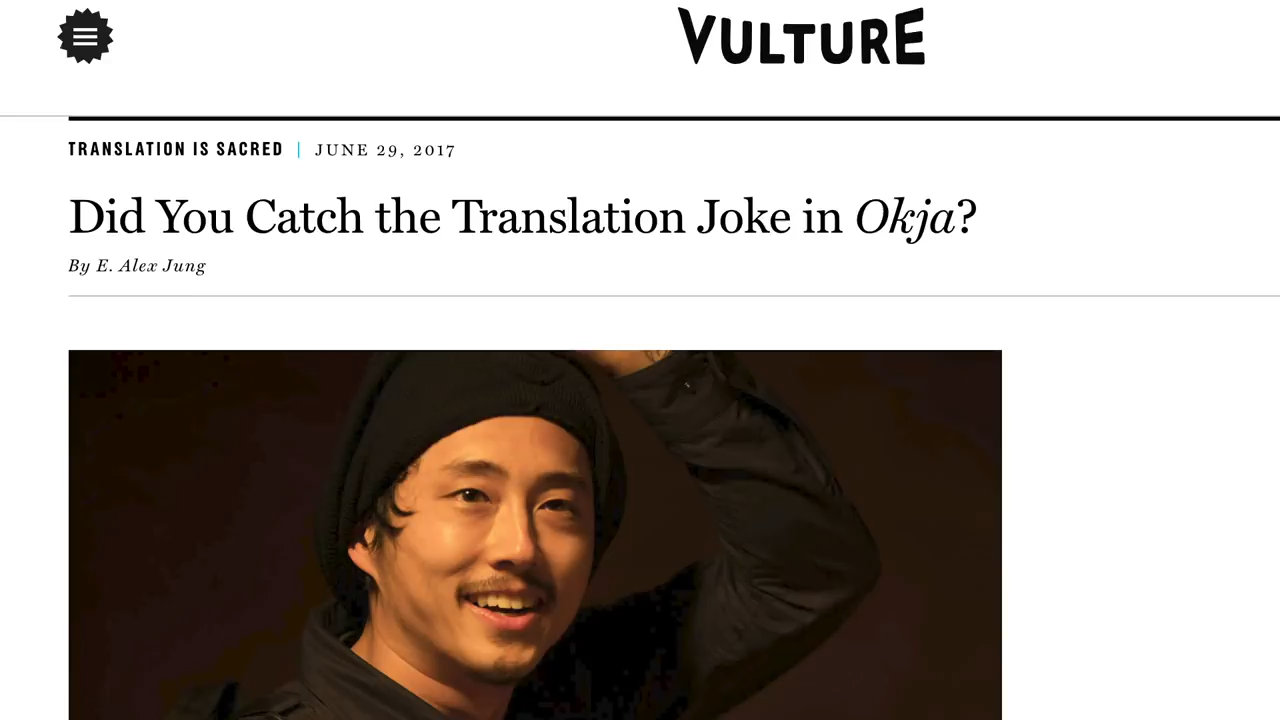 VULTURE
TRANSLATION IS SACRED | JUNE 29, 2017
Did You Catch the Translation Joke in Okja?
By E. Alex Jung